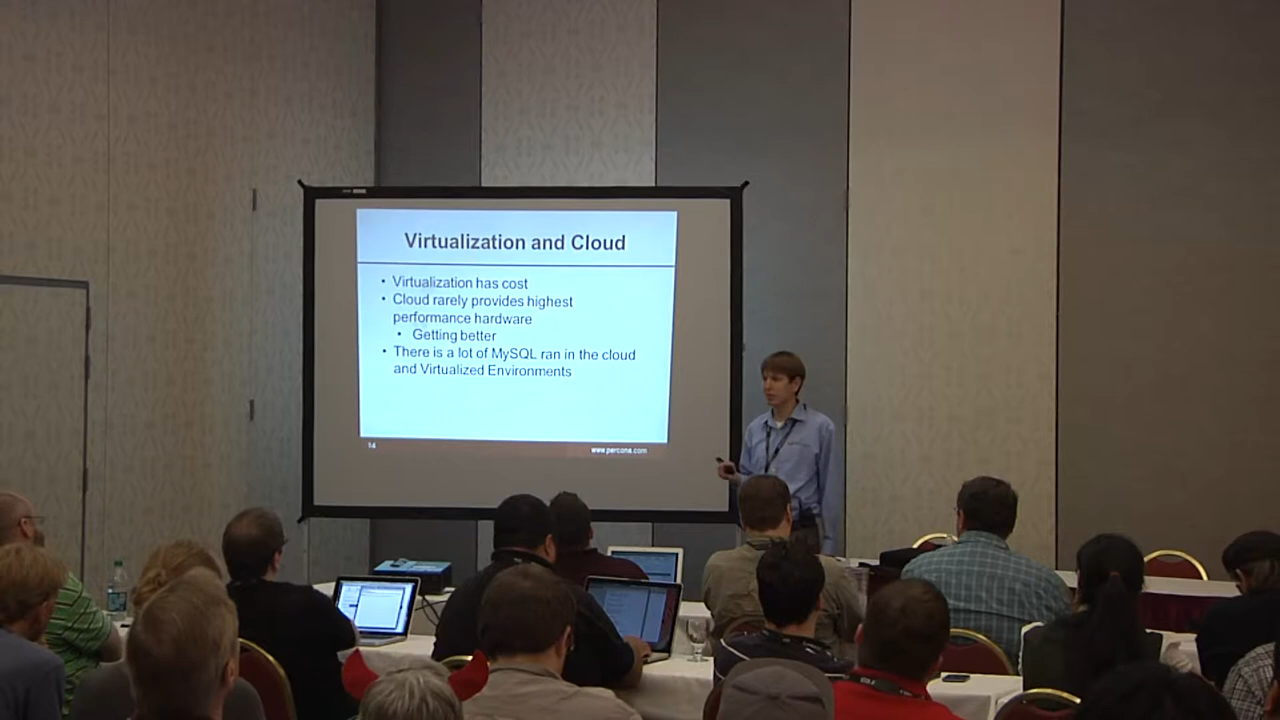 Virtualization and Cloud
• Virtualization has cost
• Cloud rarely provides highest
performance hardware
• Getting better
• There is a lot of MySQL ran in the cloud
and Virtualized Environments
14
www.percona.com